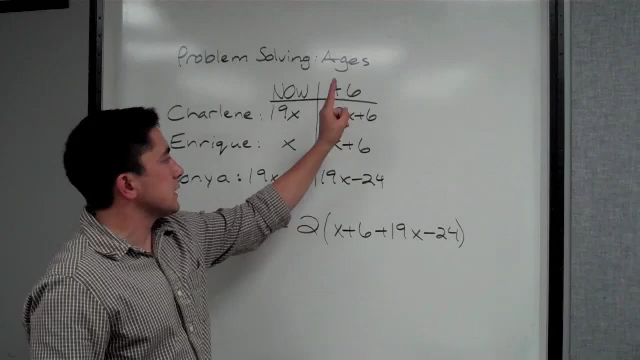 Problem Solving: Ages
NOW +6
Charlene: 19x x+6
Enrique: x x+6
onya: 19x 19x-24
2(x+6+19x-24)